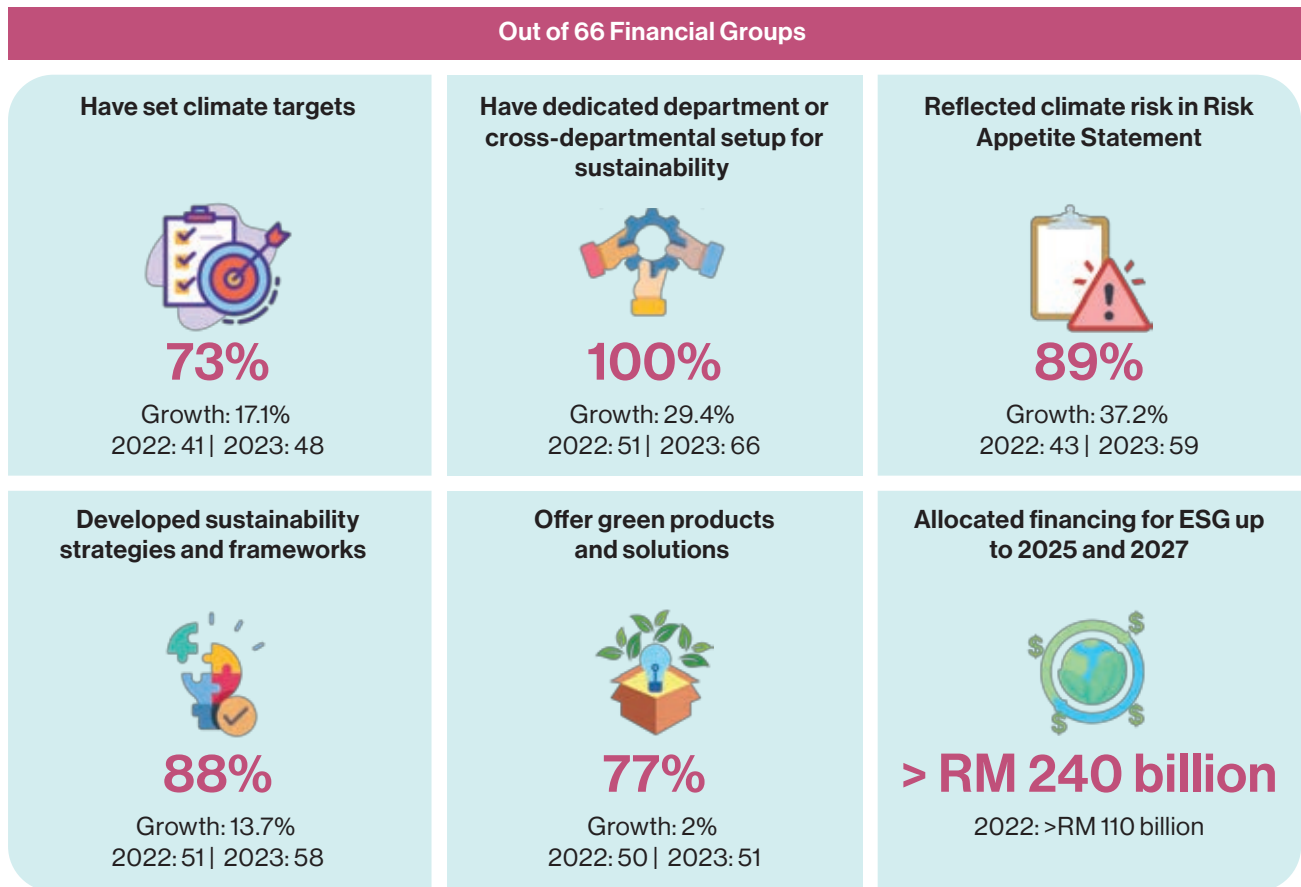 Out of 66 Financial Groups
Have set climate targets
73%
Growth: 17.1%
2022: 41 | 2023: 48
Have dedicated department or
cross-departmental setup for
sustainability
100%
Growth: 29.4%
2022: 51 | 2023: 66
Reflected climate risk in Risk
Appetite Statement
89%
Growth: 37.2%
2022: 43 | 2023: 59
Developed sustainability
strategies and frameworks
88%
Growth: 13.7%
2022: 51 | 2023: 58
Offer green products
and solutions
77%
Growth: 2%
2022: 50 | 2023: 51
Allocated financing for ESG up
to 2025 and 2027
$
$
$
$
> RM 240 billion
2022: >RM 110 billion